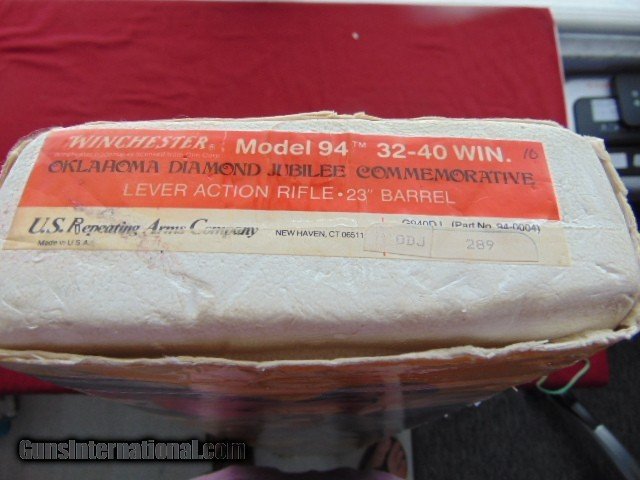 WINCHESTER® Model 94™ 32-40 WIN. 16
OKLAHOMA DIAMOND JUBILEE COMMEMORATIVE
LEVER ACTION RIFLE • 23" BARREL
U.S. Repeating Arms Company NEW HAVEN, CT 06511 (Part No. 94-0004)
Made in U.S.A. ODJ 289
GunsInternational.com